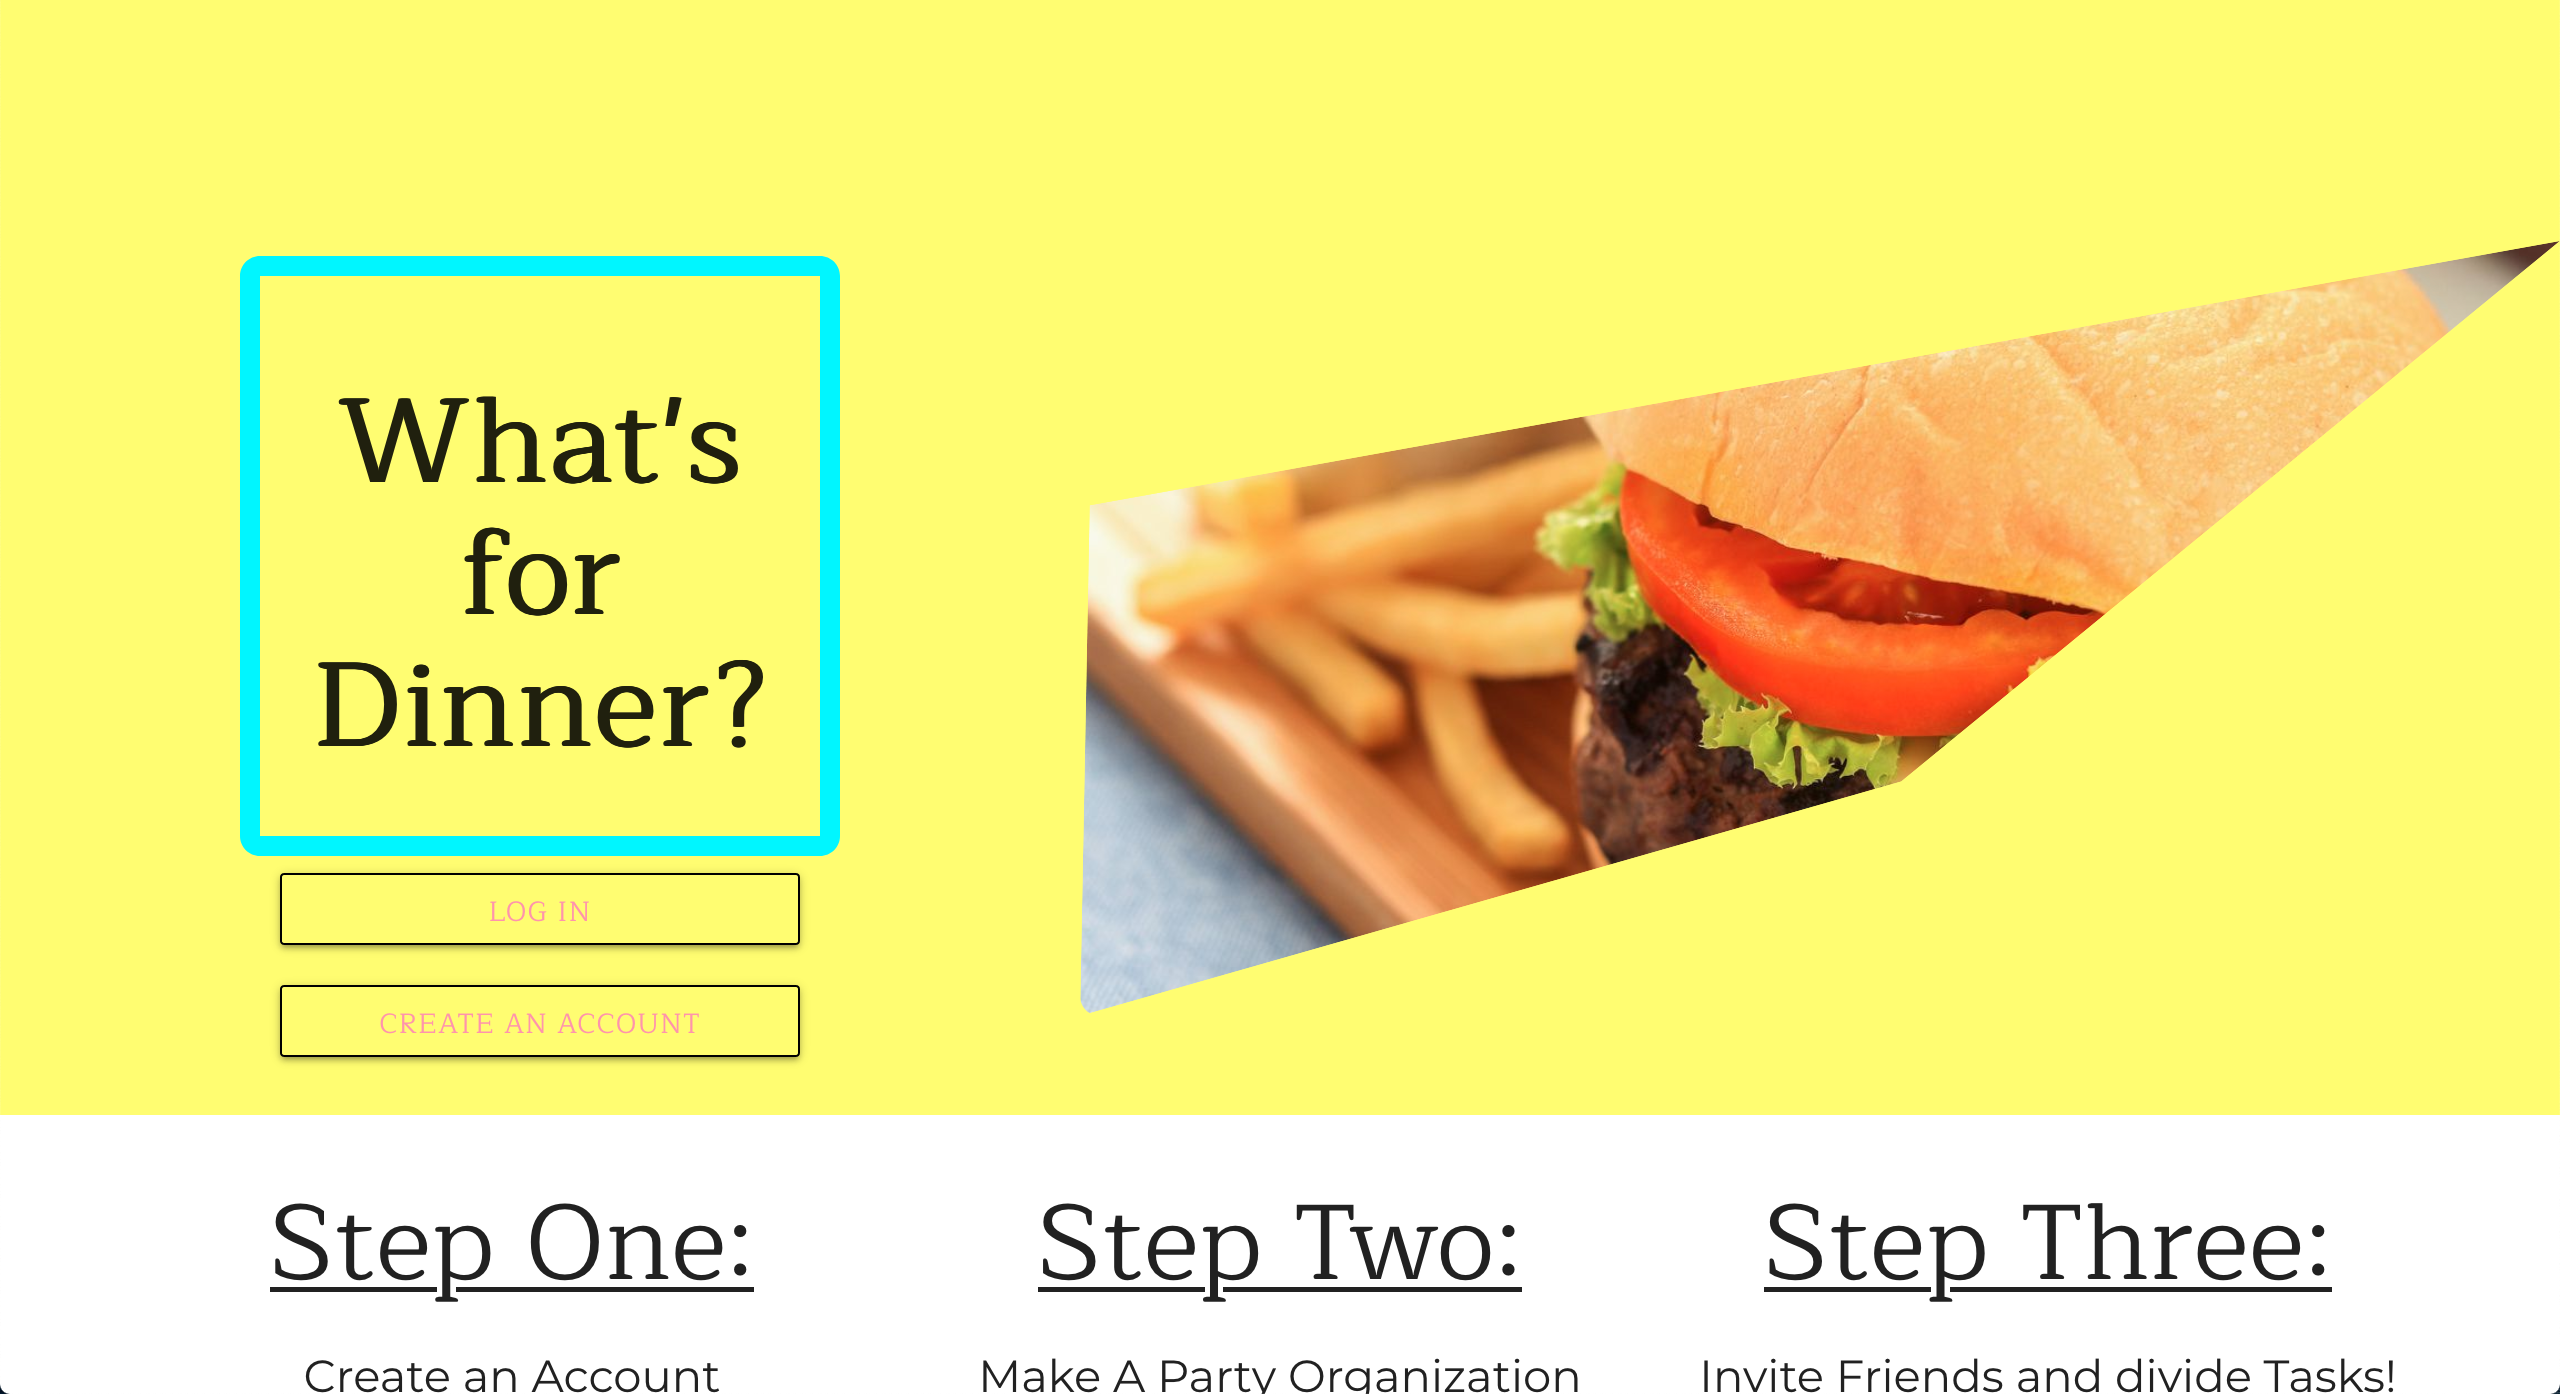 What's
for
Dinner?
LOG IN
CREATE AN ACCOUNT
Step One:
Step Two:
Step Three:
Create an Account
Make A Party Organization
Invite Friends and divide Tasks!